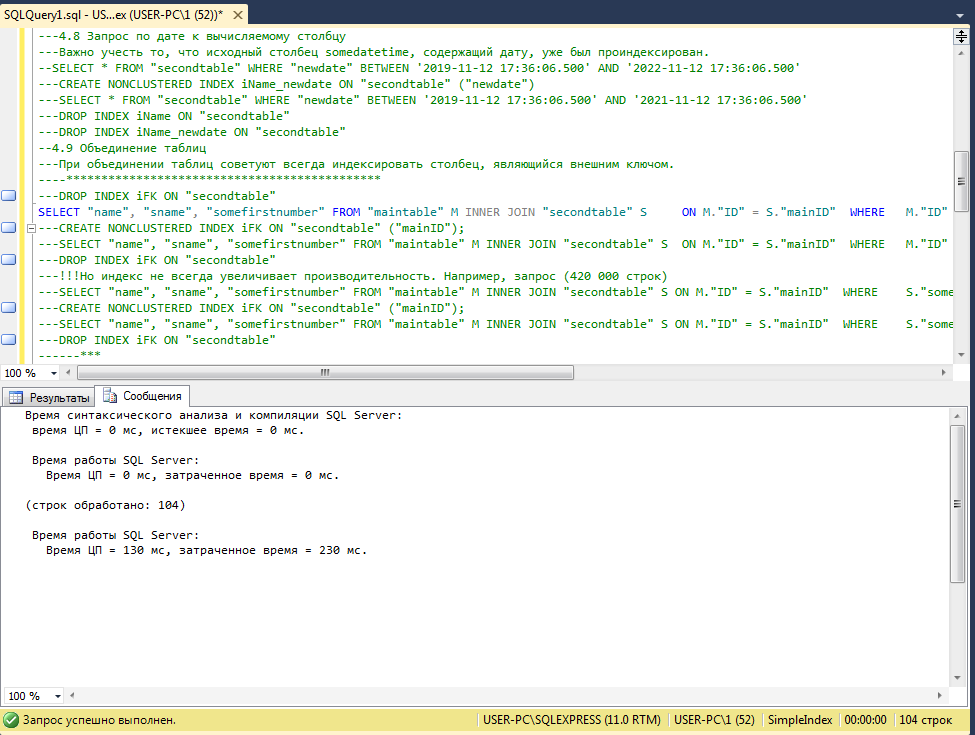 SQLQuery1.sql - US...ex (USER-PC\1 (52))*
---4.8 Запрос по дате к вычисляемому столбцу
---Важно учесть то, что исходный столбец somedatetime, содержащий дату, уже был проиндексирован.
--SELECT * FROM "secondtable" WHERE "newdate" BETWEEN '2019-11-12 17:36:06.500' AND '2022-11-12 17:36:06.500'
---CREATE NONCLUSTERED INDEX iName_newdate ON "secondtable" ("newdate")
---SELECT * FROM "secondtable" WHERE "newdate" BETWEEN '2019-11-12 17:36:06.500' AND '2021-11-12 17:36:06.500'
---DROP INDEX iName ON "secondtable"
---DROP INDEX iName_newdate ON "secondtable"
--4.9 Объединение таблиц
---При объединении таблиц советуют всегда индексировать столбец, являющийся внешним ключом.
----*********************************************
---DROP INDEX iFK ON "secondtable"
SELECT "name", "sname", "somefirstnumber" FROM "maintable" M INNER JOIN "secondtable" S     ON M."ID" = S."mainID"  WHERE   M."ID"
---CREATE NONCLUSTERED INDEX iFK ON "secondtable" ("mainID");
---SELECT "name", "sname", "somefirstnumber" FROM "maintable" M INNER JOIN "secondtable" S  ON M."ID" = S."mainID"  WHERE   M."ID"
---DROP INDEX iFK ON "secondtable"
---!!!Но индекс не всегда увеличивает производительность. Например, запрос (420 000 строк)
---SELECT "name", "sname", "somefirstnumber" FROM "maintable" M INNER JOIN "secondtable" S ON M."ID" = S."mainID"  WHERE    S."some
---CREATE NONCLUSTERED INDEX iFK ON "secondtable" ("mainID");
---SELECT "name", "sname", "somefirstnumber" FROM "maintable" M INNER JOIN "secondtable" S ON M."ID" = S."mainID"  WHERE    S."some
---DROP INDEX iFK ON "secondtable"
------***
100 %
Результаты Сообщения
Время синтаксического анализа и компиляции SQL Server:
время ЦП = 0 мс, истекшее время = 0 мс.
Время работы SQL Server:
Время ЦП = 0 мс, затраченное время = 0 мс.
(строк обработано: 104)
Время работы SQL Server:
Время ЦП = 130 мс, затраченное время = 230 мс.
100 %
Запрос успешно выполнен. USER-PC\SQLEXPRESS (11.0 RTM) USER-PC\1 (52) SimpleIndex 00:00:00 104 строк